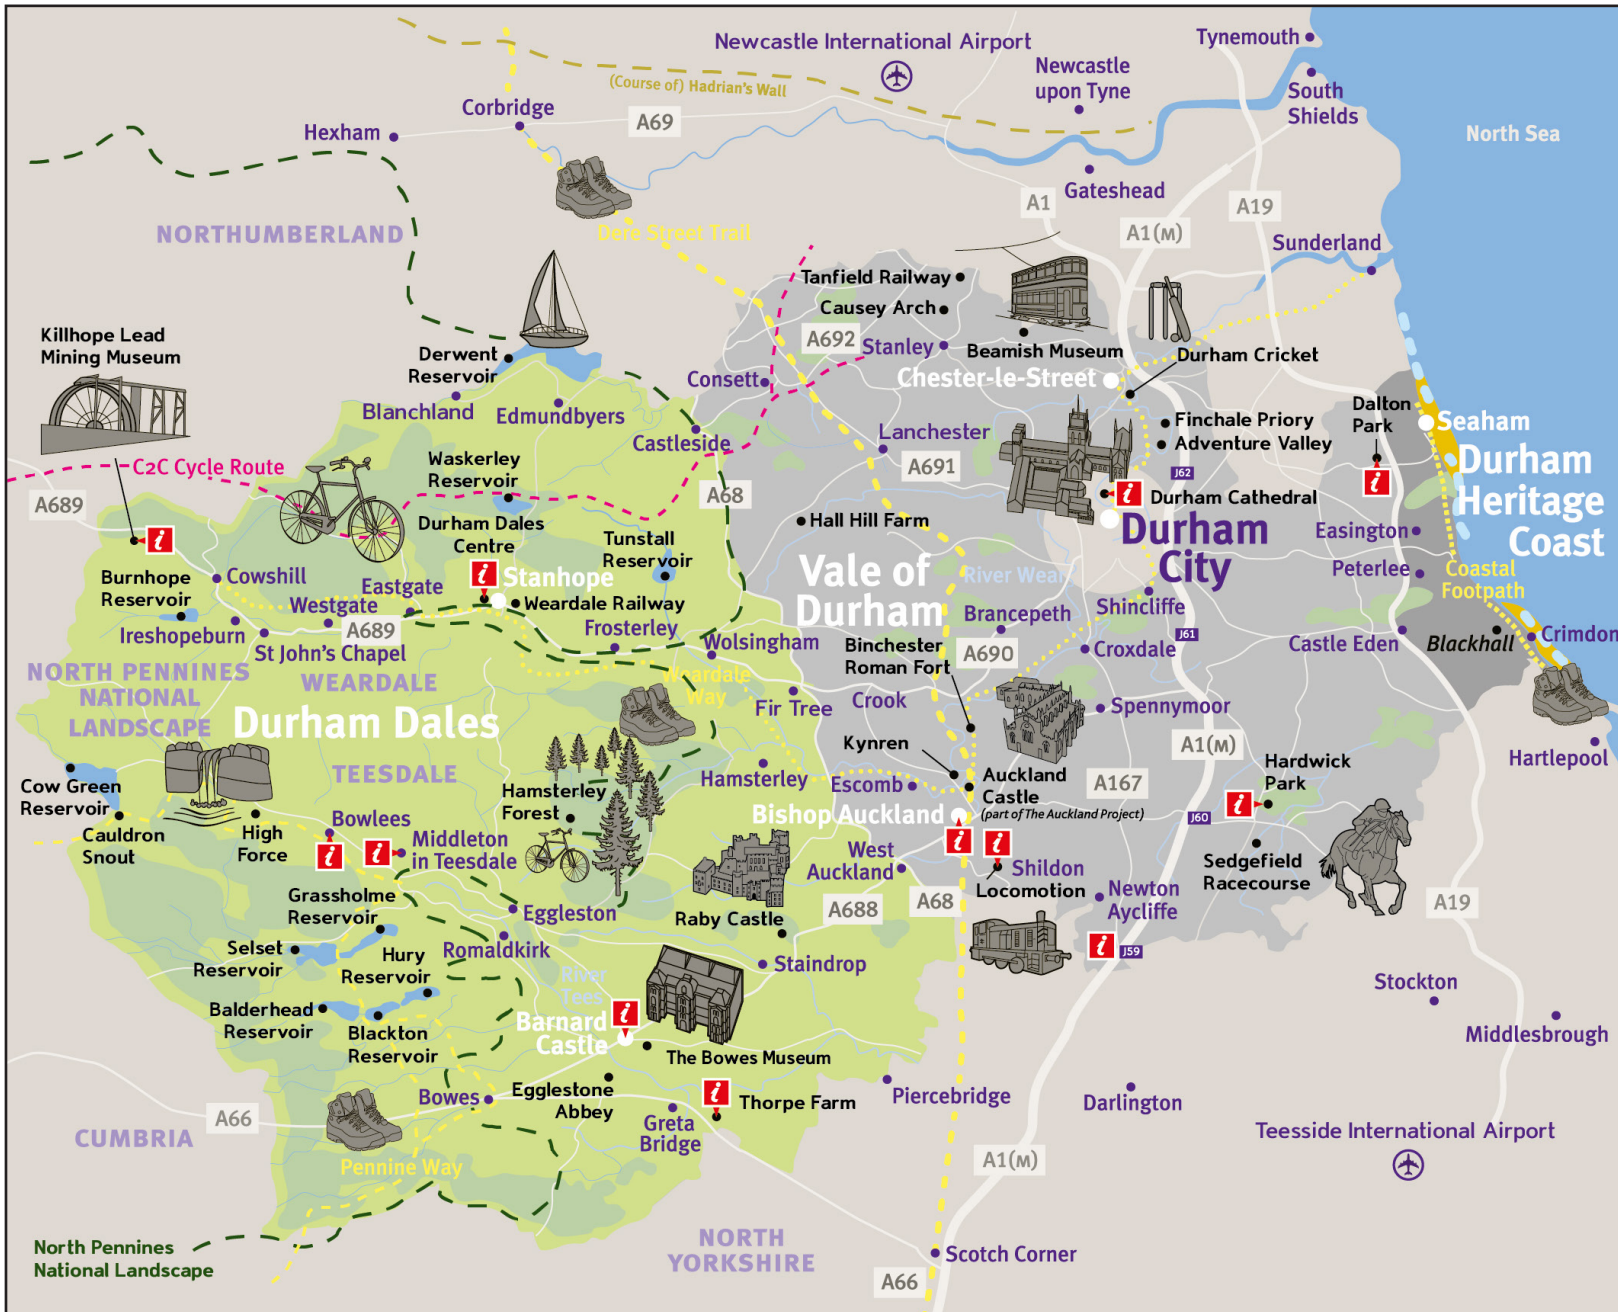 Newcastle International Airport
Tynemouth
(Course of) Hadrian's Wall
Newcastle
upon Tyne
South
Shields
North Sea
Corbridge
Hexham
A69
Gateshead
A1
A1(M)
A19
NORTHUMBERLAND
Dere Street Trail
Sunderland
Tanfield Railway
Causey Arch
A692
Stanley
Beamish Museum
Durham Cricket
Chester-le-Street
Killhope Lead
Mining Museum
Derwent
Reservoir
Blanchland
Edmundbyers
Consett
Castleside
Lanchester
A691
Finchale Priory
Adventure Valley
Dalton
Park
Seaham
Durham
Heritage
Coast
C2C Cycle Route
A689
Waskerley
Reservoir
A68
J62
i
Durham Cathedral
i
Durham
City
Hall Hill Farm
Durham Dales
Centre
Tunstall
Reservoir
i
Easington
Peterlee
Coastal
Footpath
Burnhope
Reservoir
Cowshill
Eastgate
Westgate
i
Stanhope
Weardale Railway
Vale of
Durham
River Wear
Brancepeth
Shincliffe
Ireshopeburn
A689
St John's Chapel
Frosterley
Wolsingham
Binchester
Roman Fort
A690
Croxdale
J61
Castle Eden
Blackhall
Crimdon
NORTH PENNINES
NATIONAL
LANDSCAPE
WEARDALE
Durham Dales
TEESDALE
Weardale
Way
Fir Tree
Crook
Spennymoor
A1(M)
Kynren
Hartlepool
Cow Green
Reservoir
Cauldron
Snout
High
Force
Hamsterley
Forest
Hamsterley
Escomb
Auckland
Castle
(part of The Auckland Project)
A167
Hardwick
Park
i
J60
Bishop Auckland
i
i
Bowlees
i
i
Middleton
in Teesdale
West
Auckland
Shildon
Locomotion
Sedgefield
Racecourse
Grassholme
Reservoir
Eggleston
Raby Castle
A688
A68
Newton
Aycliffe
A19
Selset
Reservoir
Hury
Reservoir
Romaldkirk
River
Tees
Staindrop
i
J59
Stockton
Balderhead
Reservoir
Blackton
Reservoir
i
Barnard
Castle
The Bowes Museum
Middlesbrough
Bowes
Egglestone
Abbey
i
Thorpe Farm
Greta
Bridge
Piercebridge
Darlington
A66
CUMBRIA
Pennine Way
Teesside International Airport
A1(M)
North Pennines
National Landscape
NORTH
YORKSHIRE
Scotch Corner
A66